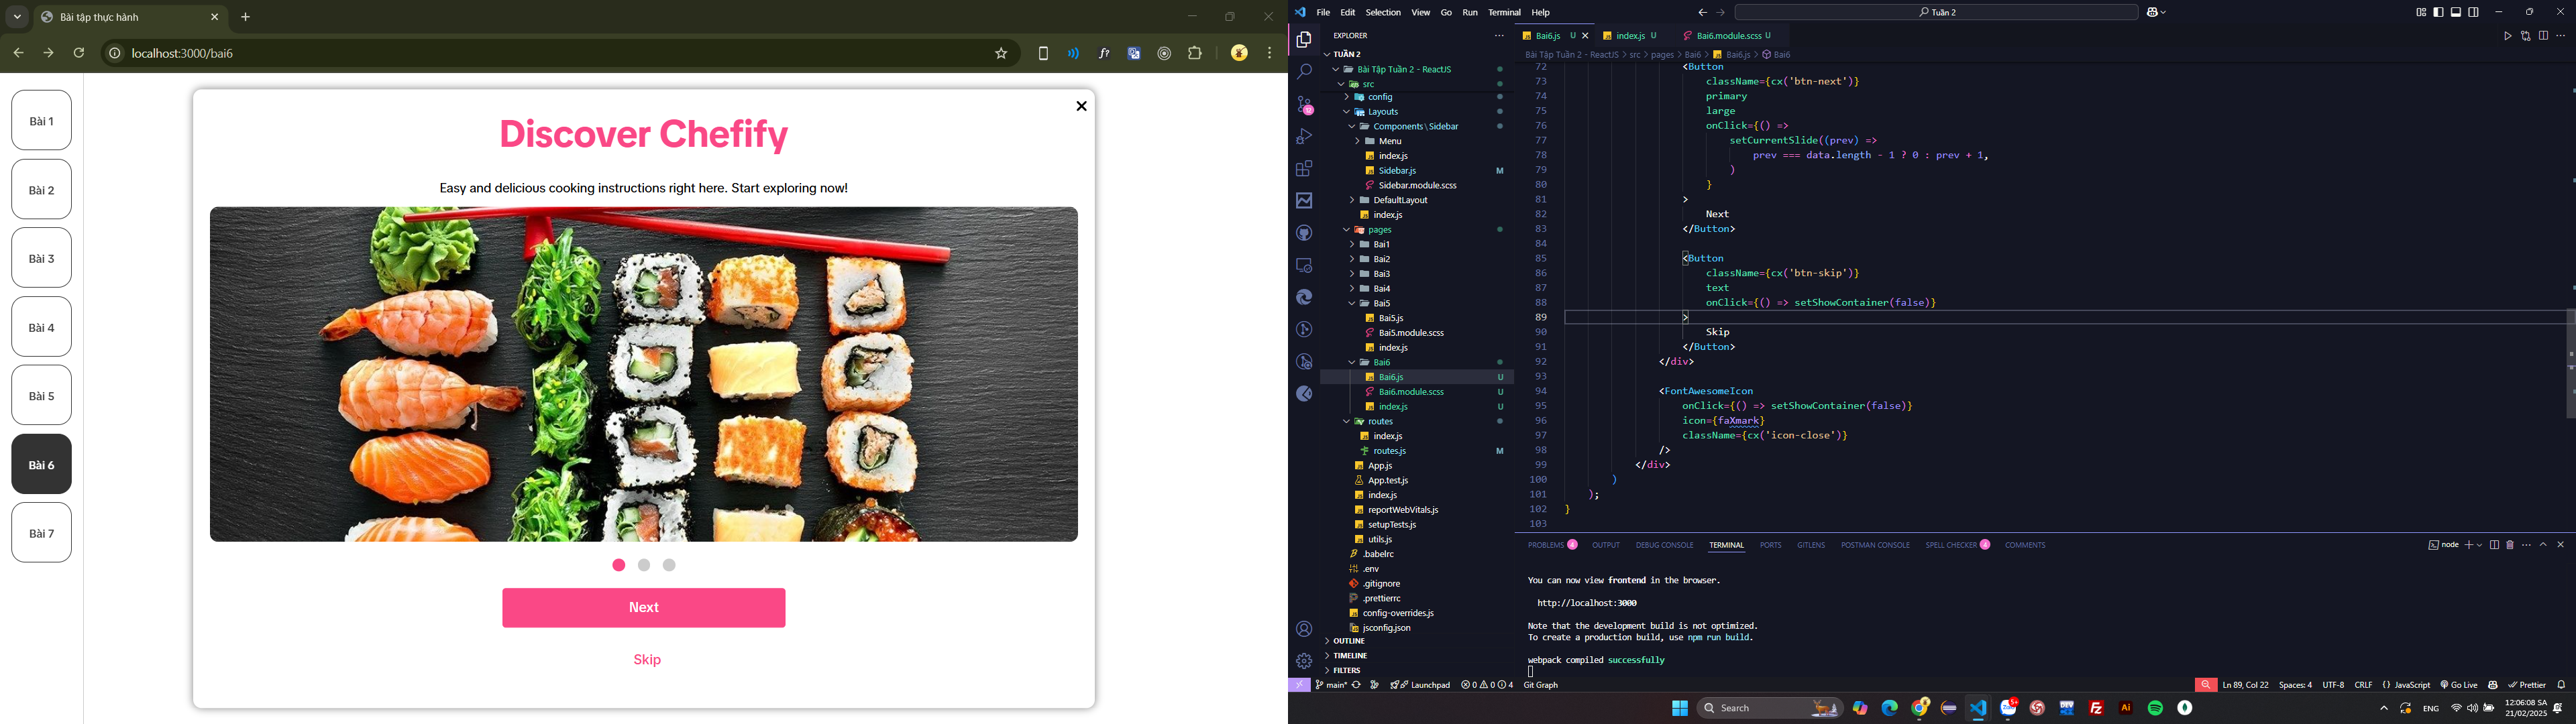 Bài tập thực hành
localhost:3000/bai6
Bài 1
Bài 2
Bài 3
Bài 4
Bài 5
Bài 6
Bài 7
Discover Chefify
Easy and delicious cooking instructions right here. Start exploring now!
Next
Skip
File Edit Selection View Go Run Terminal Help
Tuần 2
EXPLORER
TUẦN 2
Bài Tập Tuần 2 - ReactJS
src
config
Layouts
Components\Sidebar
Menu
index.js
Sidebar.js M
Sidebar.module.scss
DefaultLayout
index.js
pages
Bai1
Bai2
Bai3
Bai4
Bai5
Bai5.js
Bai5.module.scss
index.js
Bai6
Bai6.js U
Bai6.module.scss U
index.js U
routes
index.js
routes.js M
App.js
App.test.js
index.js
reportWebVitals.js
setupTests.js
utils.js
.babelrc
.env
.gitignore
.prettierrc
config-overrides.js
jsconfig.json
OUTLINE
TIMELINE
FILTERS
12
Bai6.js U index.js U Bai6.module.scss U
Bài Tập Tuần 2 - ReactJS > src > pages > Bai6 > Bai6.js > Bai6
72 <Button
73 className={cx('btn-next')}
74 primary
75 large
76 onClick={() =>
77 setCurrentSlide((prev) =>
78 prev === data.length - 1 ? 0 : prev + 1,
79 )
80 }
81 >
82 Next
83 </Button>
84
85 <Button
86 className={cx('btn-skip')}
87 text
88 onClick={() => setShowContainer(false)}
89 >
90 Skip
91 </Button>
92 </div>
93
94 <FontAwesomeIcon
95 onClick={() => setShowContainer(false)}
96 icon={faXmark}
97 className={cx('icon-close')}
98 />
99 </div>
100 )
101 );
102 }
103
PROBLEMS 4 OUTPUT DEBUG CONSOLE TERMINAL PORTS GITLENS POSTMAN CONSOLE SPELL CHECKER 4 COMMENTS
node
You can now view frontend in the browser.
http://localhost:3000
Note that the development build is not optimized.
To create a production build, use npm run build.
webpack compiled successfully
main* Launchpad 0 0 4 Git Graph
Ln 89, Col 22 Spaces: 4 UTF-8 CRLF {} JavaScript Go Live Prettier
Search
ENG
12:06:08 SA
21/02/2025